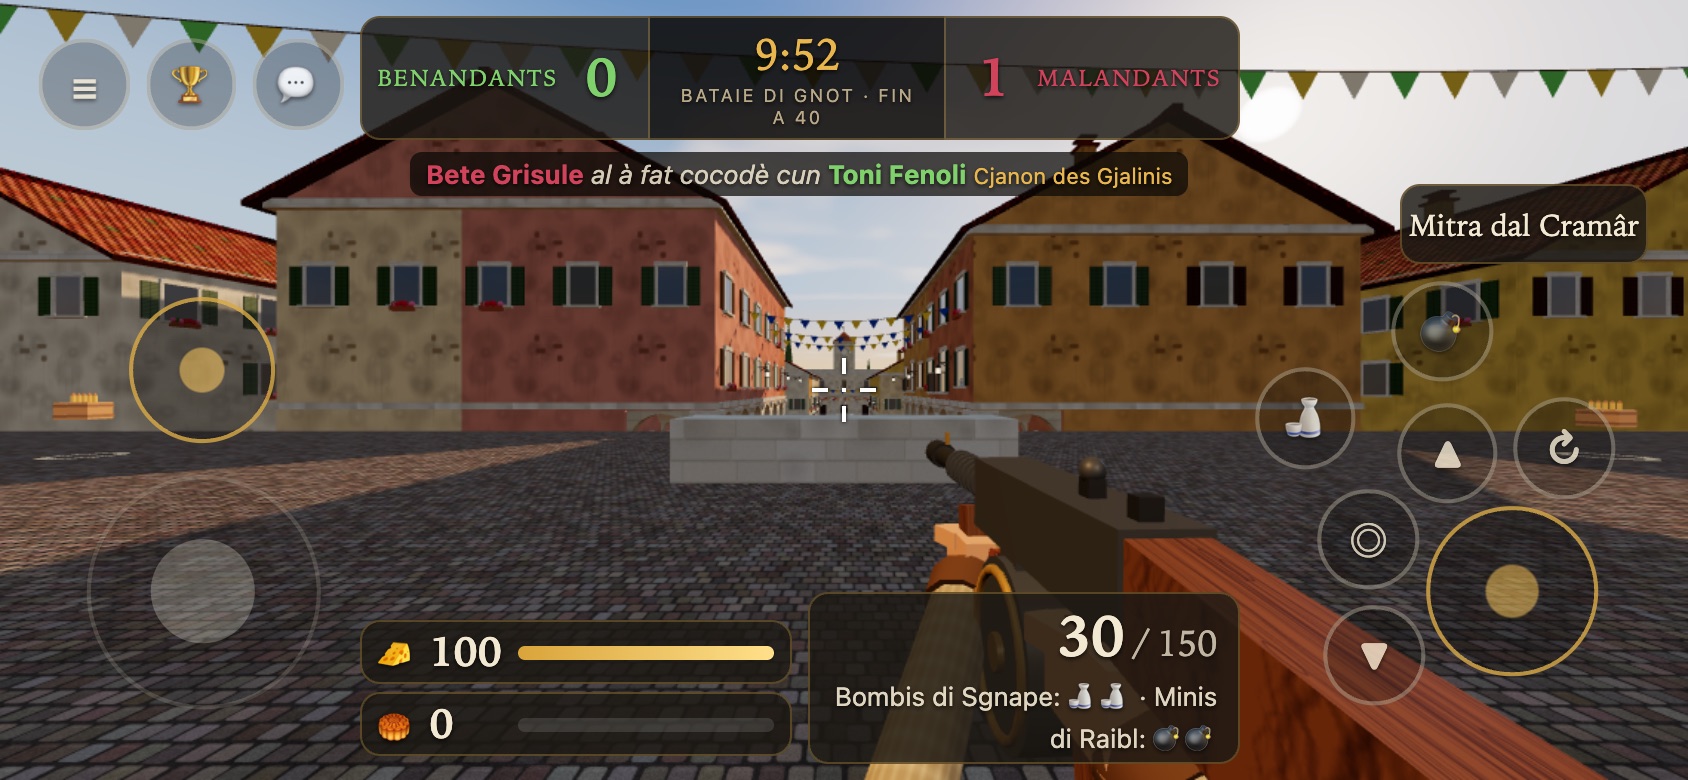 BENANDANTS 0
9:52
BATAIE DI GNOT · FIN
A 40
1 MALANDANTS
Bete Grisule al à fat cocodè cun Toni Fenoli Cjanon des Gjalinis
Mitra dal Cramâr
100
0
30 / 150
Bombis di Sgnape: · Minis
di Raibl: